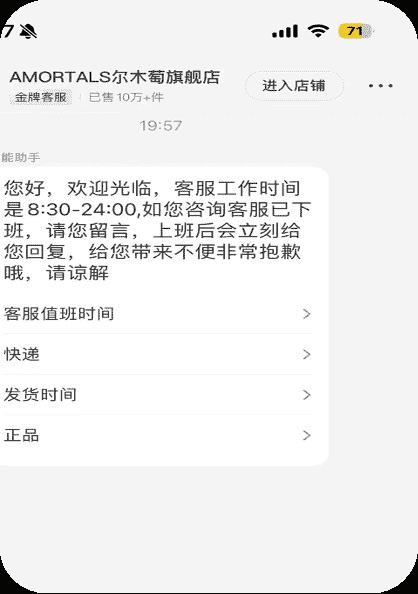 7
71
AMORTALS尔木萄旗舰店
金牌客服
已售 10万+件
进入店铺
19:57
能助手
您好，欢迎光临，客服工作时间
是8:30-24:00,如您咨询客服已下
班，请您留言，上班后会立刻给
您回复，给您带来不便非常抱歉
哦，请谅解
客服值班时间
快递
发货时间
正品